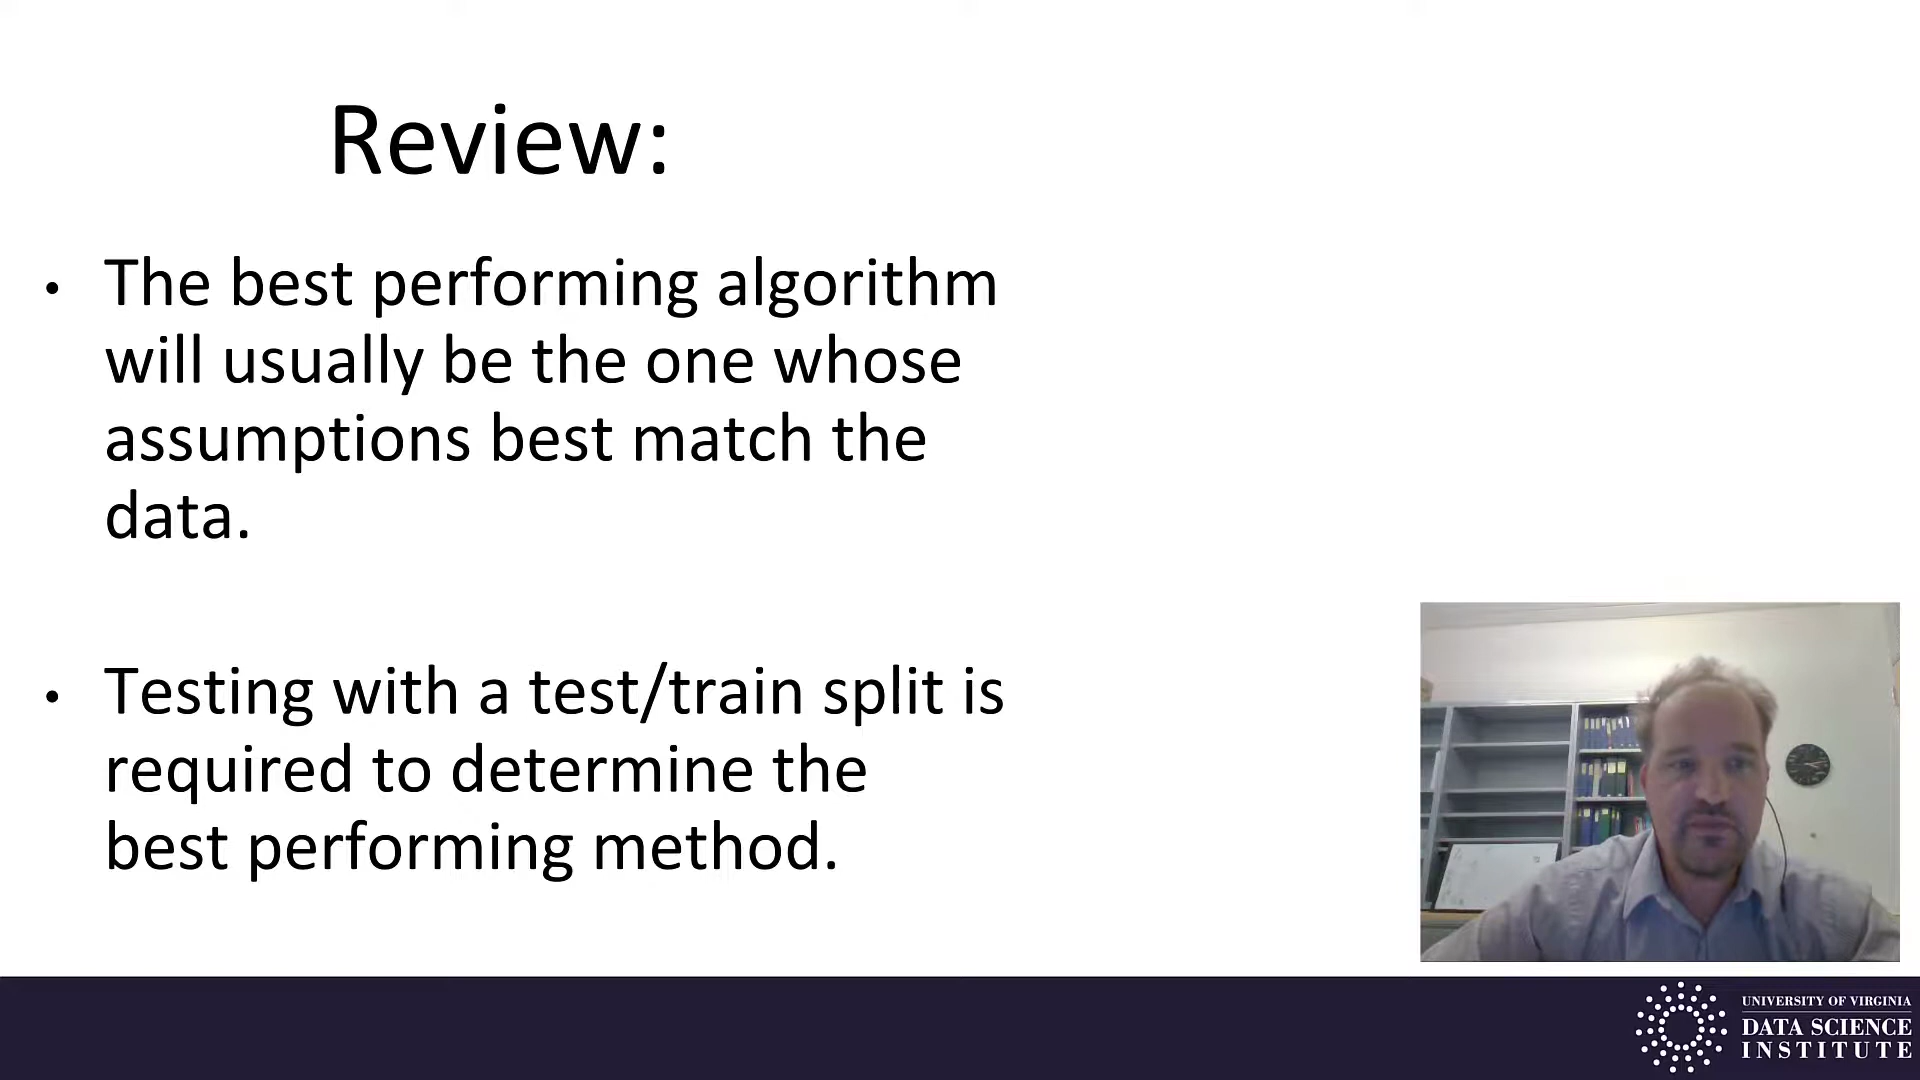 Review:
• The best performing algorithm
will usually be the one whose
assumptions best match the
data.
• Testing with a test/train split is
required to determine the
best performing method.
UNIVERSITY OF VIRGINIA
DATA SCIENCE
INSTITUTE